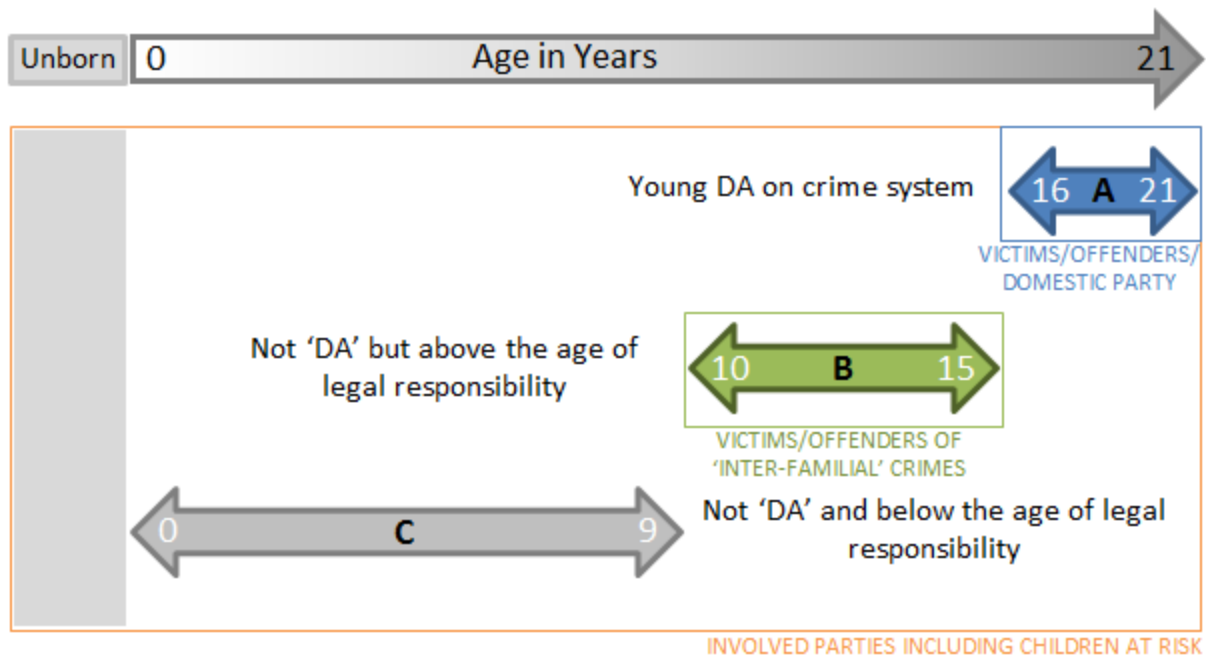 Unborn 0 Age in Years 21
Young DA on crime system
16 A 21
VICTIMS/OFFENDERS/
DOMESTIC PARTY
Not ‘DA’ but above the age of
legal responsibility
10 B 15
VICTIMS/OFFENDERS OF
‘INTER-FAMILIAL’ CRIMES
0 C 9
Not ‘DA’ and below the age of legal
responsibility
INVOLVED PARTIES INCLUDING CHILDREN AT RISK